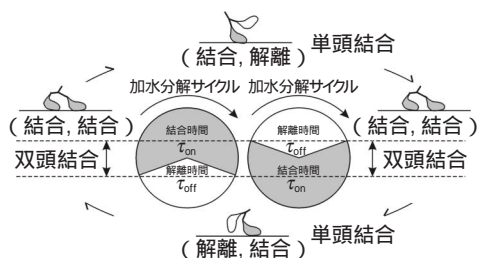 (結合, 解離) 単頭結合
加水分解サイクル 加水分解サイクル
(結合, 結合) (結合, 結合)
結合時間 解離時間
τon τoff
双頭結合 双頭結合
解離時間 結合時間
τoff τon
(解離, 結合) 単頭結合